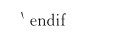 \ endif